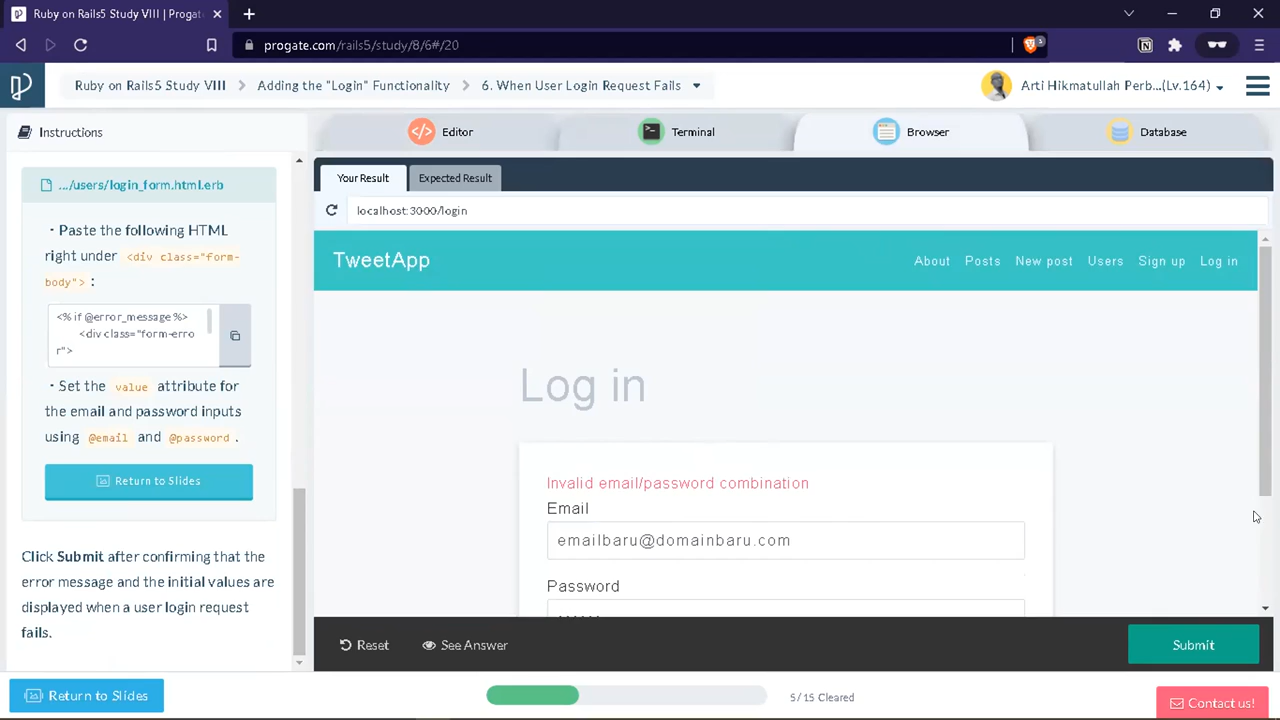 Ruby on Rails5 Study VIII | Progate
progate.com/rails5/study/8/6#/20
3
Ruby on Rails5 Study VIII
Adding the "Login" Functionality
6. When User Login Request Fails
Arti Hikmatullah Perb...(Lv.164)
Instructions
Editor
Terminal
Browser
Database
.../users/login_form.html.erb
・Paste the following HTML
right under <div class="form-
body"> :
<% if @error_message %>
<div class="form-erro
r">
・Set the value attribute for
the email and password inputs
using @email and @password .
Return to Slides
Click Submit after confirming that the
error message and the initial values are
displayed when a user login request
fails.
Your Result
Expected Result
localhost:3000/login
TweetApp
About
Posts
New post
Users
Sign up
Log in
Log in
Invalid email/password combination
Email
emailbaru@domainbaru.com
Password
Reset
See Answer
Submit
Return to Slides
5/15 Cleared
Contact us!